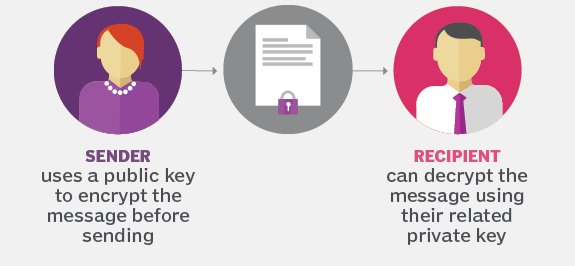 SENDER
uses a public key
to encrypt the
message before
sending
RECIPIENT
can decrypt the
message using
their related
private key